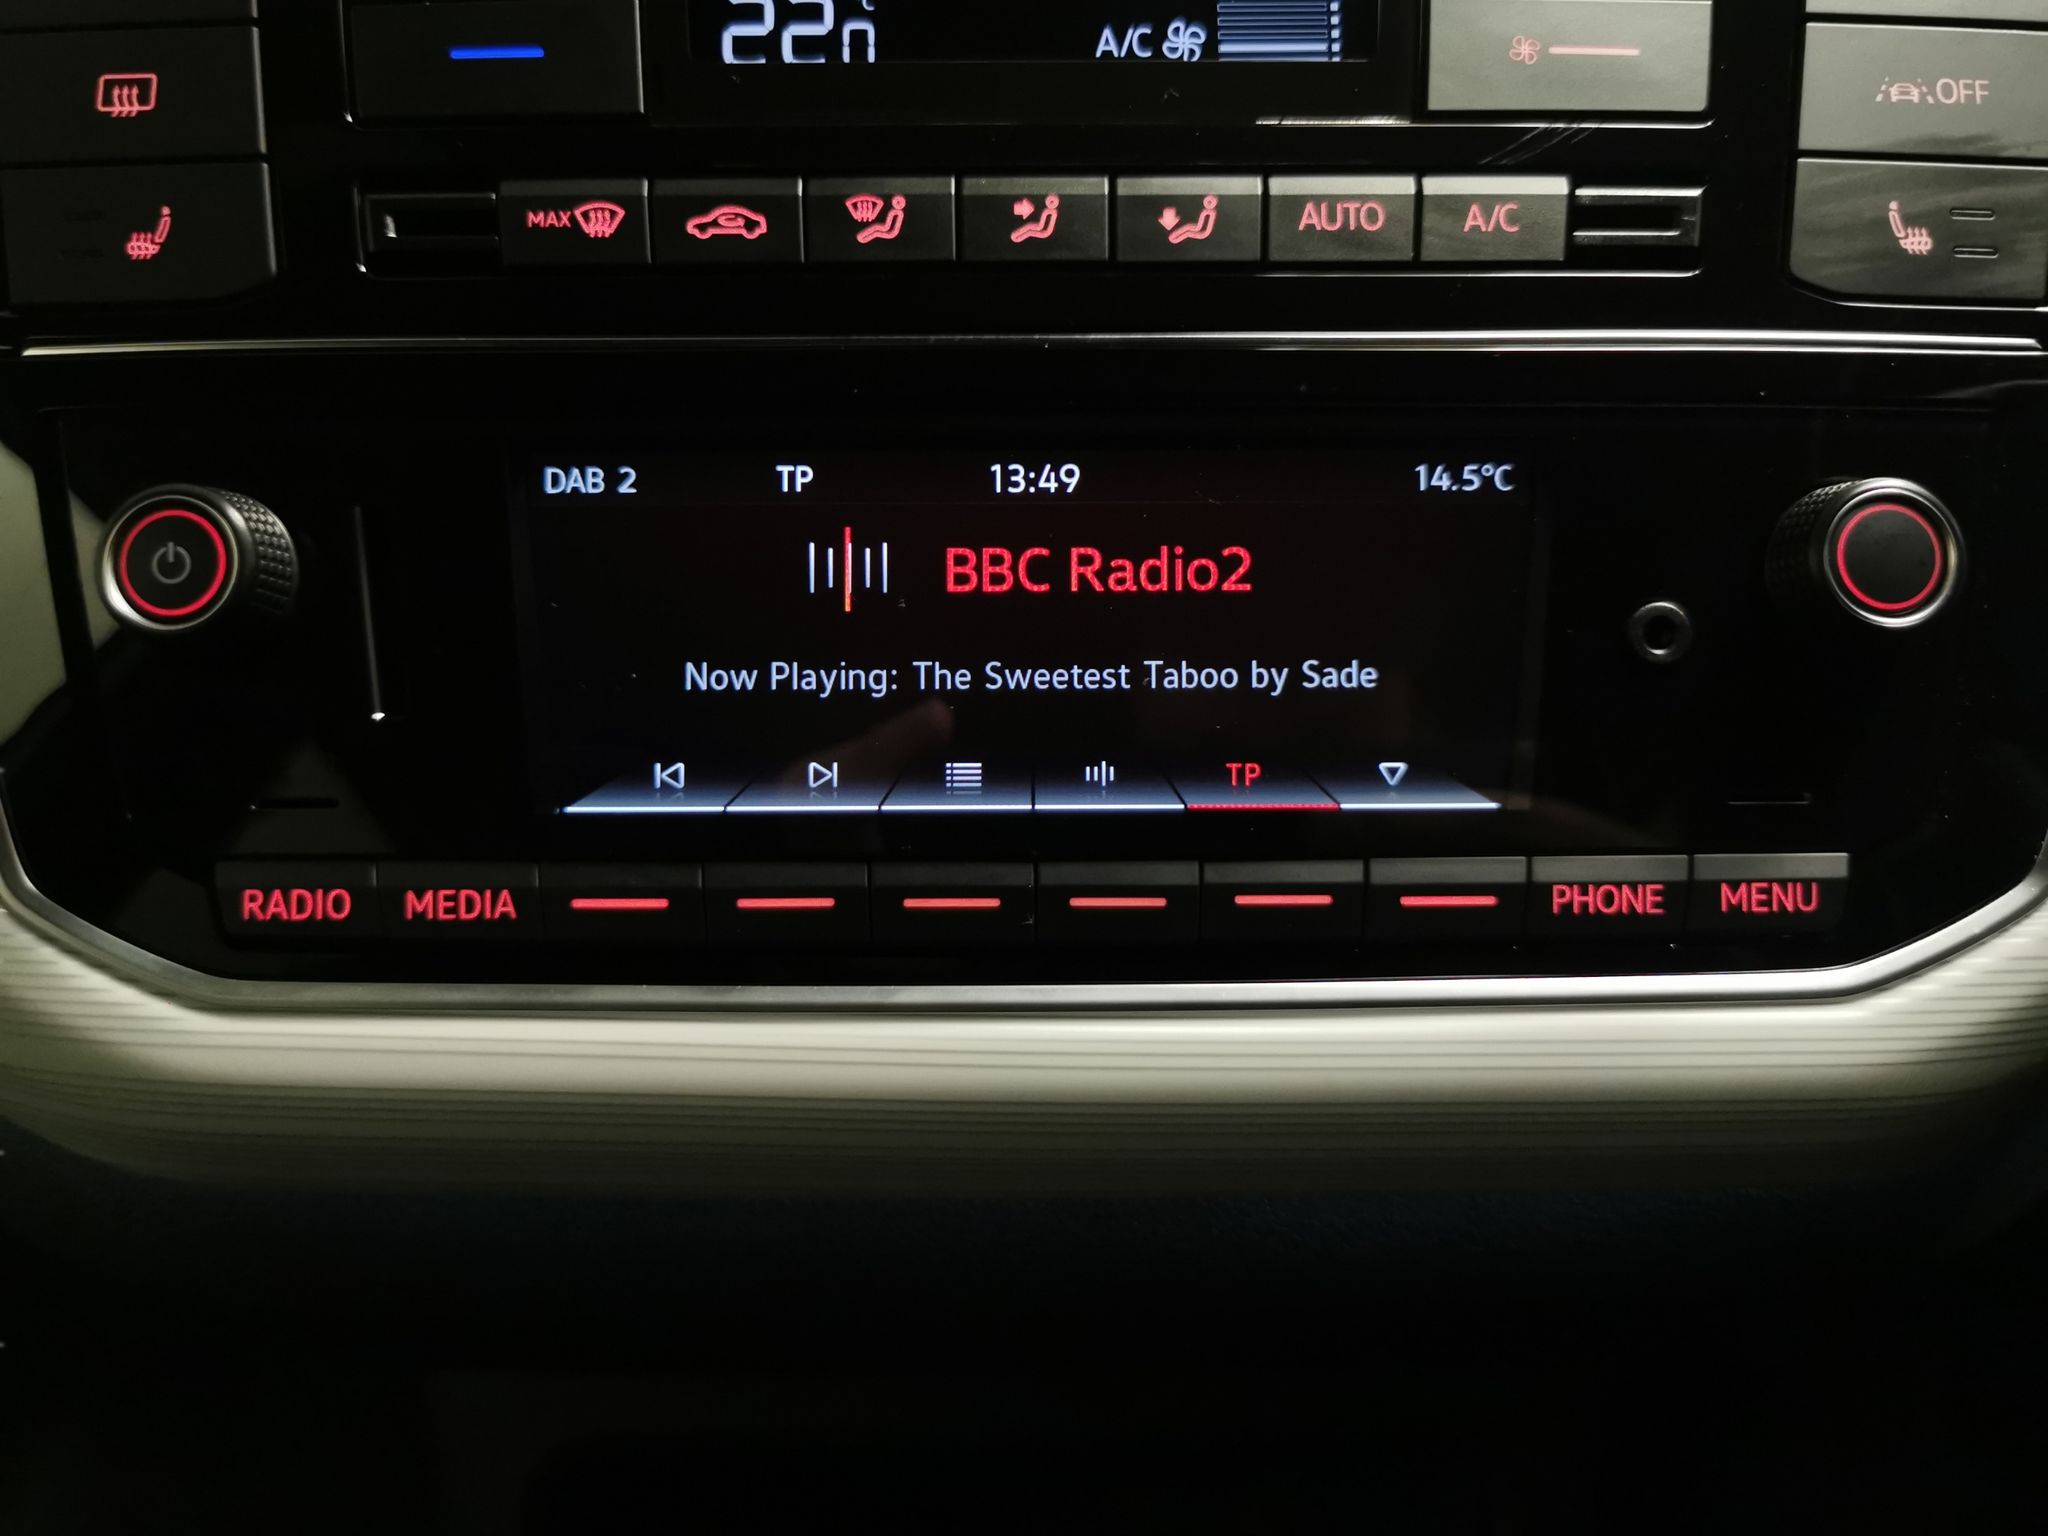 22.0°C A/C
OFF
MAX AUTO A/C
DAB 2 TP 13:49 14.5°C
BBC Radio2
Now Playing: The Sweetest Taboo by Sade
TP
RADIO MEDIA PHONE MENU